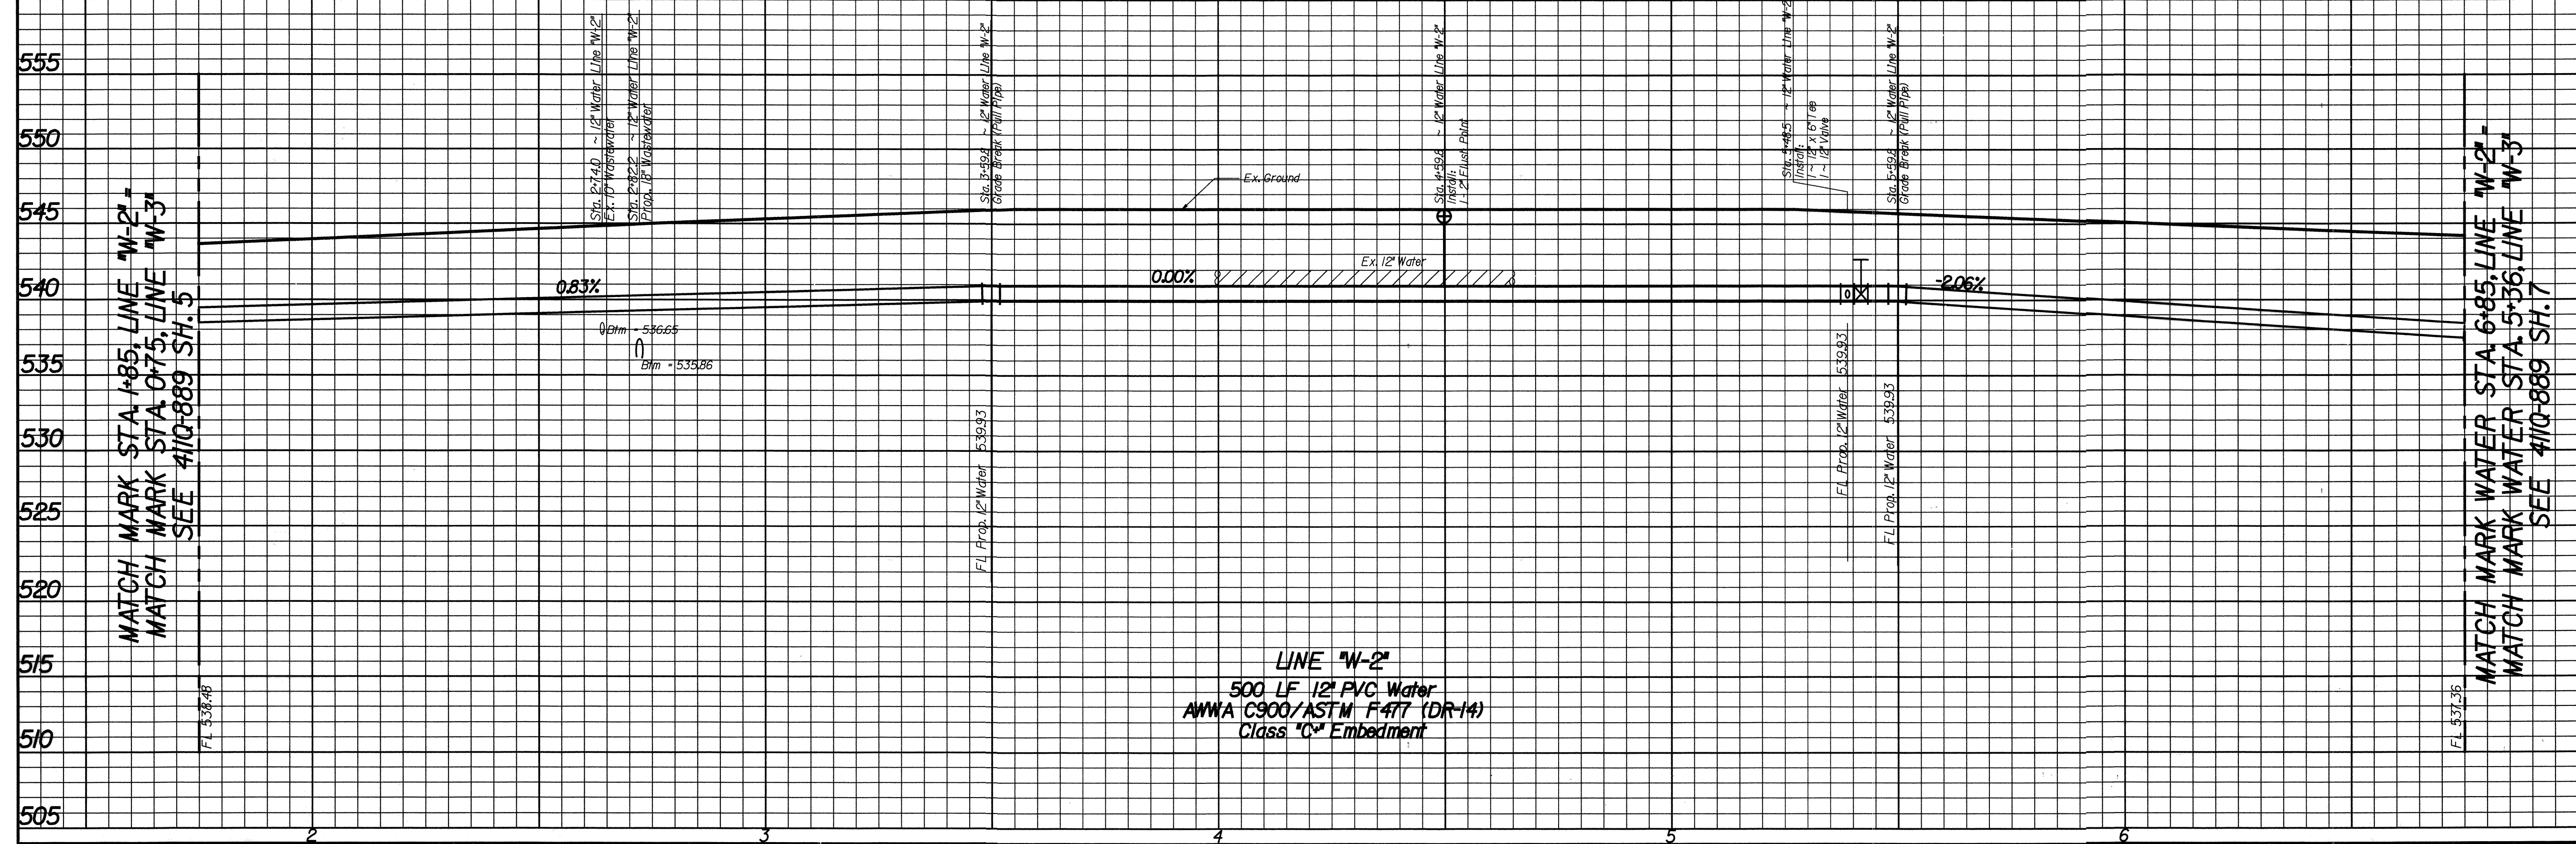 555
550
545
540
535
530
525
520
515
510
505
MATCH MARK STA. 1+85, LINE "W-2" =
MATCH MARK STA. 0+75, LINE "W-3"
SEE 411Q-889 SH. 5
FL 538.48
Sta. 2+74.0 ~ 12" Water Line "W-2"
Ex. 10" Wastewater
Sta. 2+82.2 ~ 12" Water Line "W-2"
Prop. 18" Wastewater
0.83%
Btm = 536.65
Btm = 535.86
Sta. 3+59.8 ~ 12" Water Line "W-2"
Grade Break (Pull Pipe)
FL Prop. 12" Water 539.93
Ex. Ground
0.00%
Ex. 12" Water
Sta. 4+59.8 ~ 12" Water Line "W-2"
Install:
1 - 2" Flush Point
Sta. 5+48.5 ~ 12" Water Line "W-2"
Install:
1 ~ 12" x 6" Tee
1 ~ 12" Valve
Sta. 5+59.8 ~ 12" Water Line "W-2"
Grade Break (Pull Pipe)
-2.06%
FL Prop. 12" Water 539.93
FL Prop. 12" Water 539.93
LINE "W-2"
500 LF 12" PVC Water
AWWA C900/ASTM F477 (DR-14)
Class "C+" Embedment
MATCH MARK WATER STA. 6+85, LINE "W-2" =
MATCH MARK WATER STA. 5+36, LINE "W-3"
SEE 411Q-889 SH. 7
FL 537.36
2
3
4
5
6